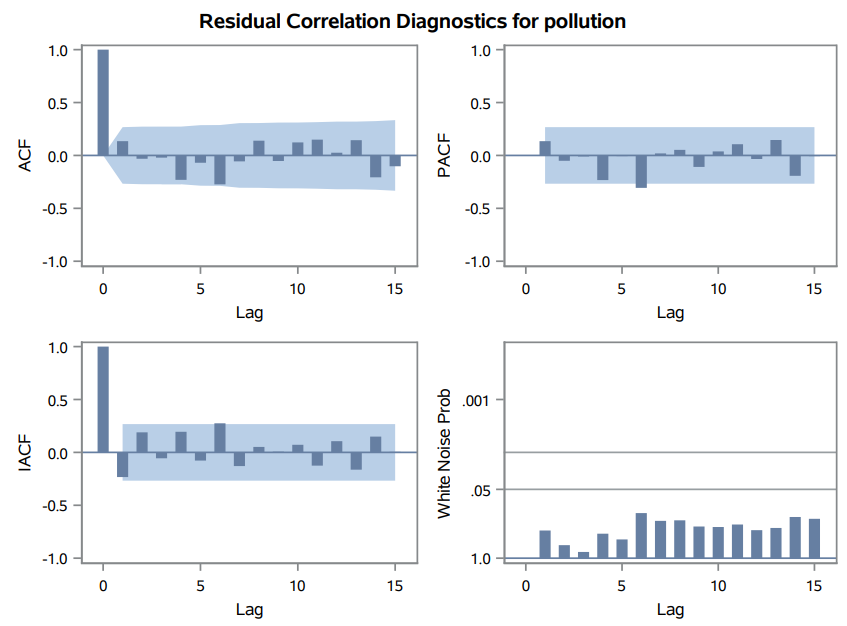 Residual Correlation Diagnostics for pollution
1.0
0.5
0.0
-0.5
-1.0
ACF
0 5 10 15
Lag
1.0
0.5
0.0
-0.5
-1.0
PACF
0 5 10 15
Lag
1.0
0.5
0.0
-0.5
-1.0
IACF
0 5 10 15
Lag
.001
.05
1.0
White Noise Prob
0 5 10 15
Lag